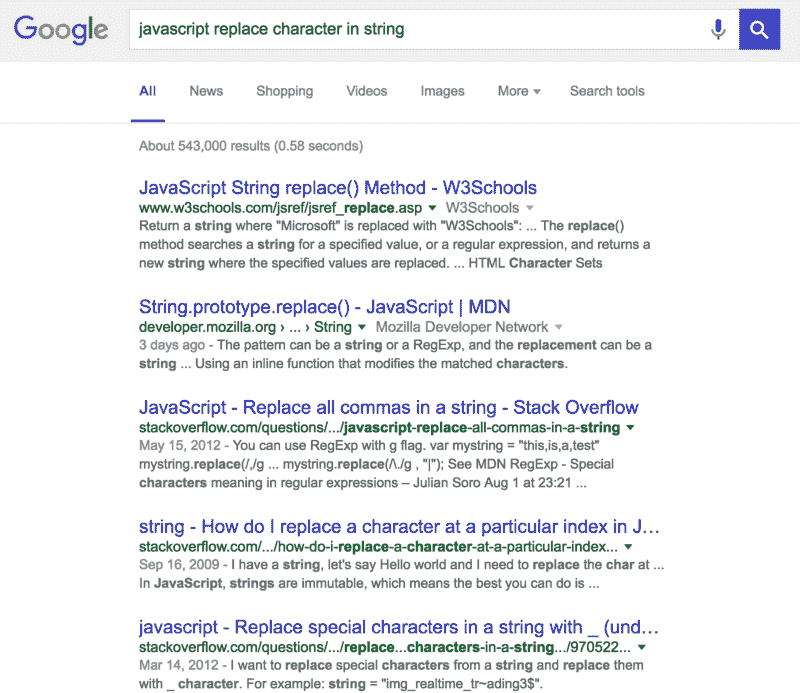 Google
javascript replace character in string
All News Shopping Videos Images More Search tools
About 543,000 results (0.58 seconds)
JavaScript String replace() Method - W3Schools
www.w3schools.com/jsref/jsref_replace.asp W3Schools
Return a string where "Microsoft" is replaced with "W3Schools": ... The replace()
method searches a string for a specified value, or a regular expression, and returns a
new string where the specified values are replaced. ... HTML Character Sets
String.prototype.replace() - JavaScript | MDN
developer.mozilla.org › ... › String Mozilla Developer Network
3 days ago - The pattern can be a string or a RegExp, and the replacement can be a
string ... Using an inline function that modifies the matched characters.
JavaScript - Replace all commas in a string - Stack Overflow
stackoverflow.com/questions/.../javascript-replace-all-commas-in-a-string
May 15, 2012 - You can use RegExp with g flag. var mystring = "this,is,a,test"
mystring.replace(/,/g ... mystring.replace(/\./g , "|"); See MDN RegExp - Special
characters meaning in regular expressions – Julian Soro Aug 1 at 23:21 ...
string - How do I replace a character at a particular index in J...
stackoverflow.com/.../how-do-i-replace-a-character-at-a-particular-index...
Sep 16, 2009 - I have a string, let's say Hello world and I need to replace the char at ...
In JavaScript, strings are immutable, which means the best you can do is ...
javascript - Replace special characters in a string with _ (und...
stackoverflow.com/questions/.../replace...characters-in-a-string.../970522...
Mar 14, 2012 - I want to replace special characters from a string and replace them
with _ character. For example: string = "img_realtime_tr~ading3$".